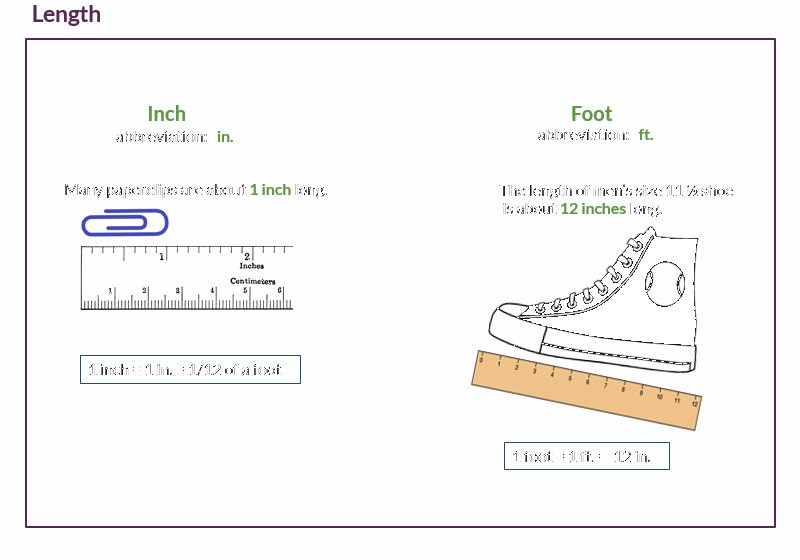 Length
Inch
abbreviation: in.
Many paperclips are about 1 inch long.
1 2
Inches
Centimeters
1 2 3 4 5 6
1 inch = 1 in. = 1/12 of a foot
Foot
abbreviation: ft.
The length of men's size 11 ½ shoe
is about 12 inches long.
0 1 2 3 4 5 6 7 8 9 10 11 12
1 foot = 1 ft. = 12 in.